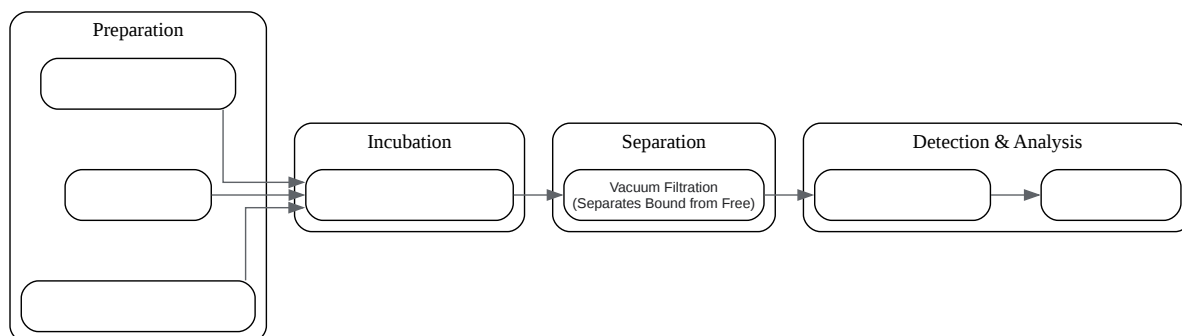 Preparation
Incubation
Separation
Detection & Analysis
Vacuum Filtration
(Separates Bound from Free)